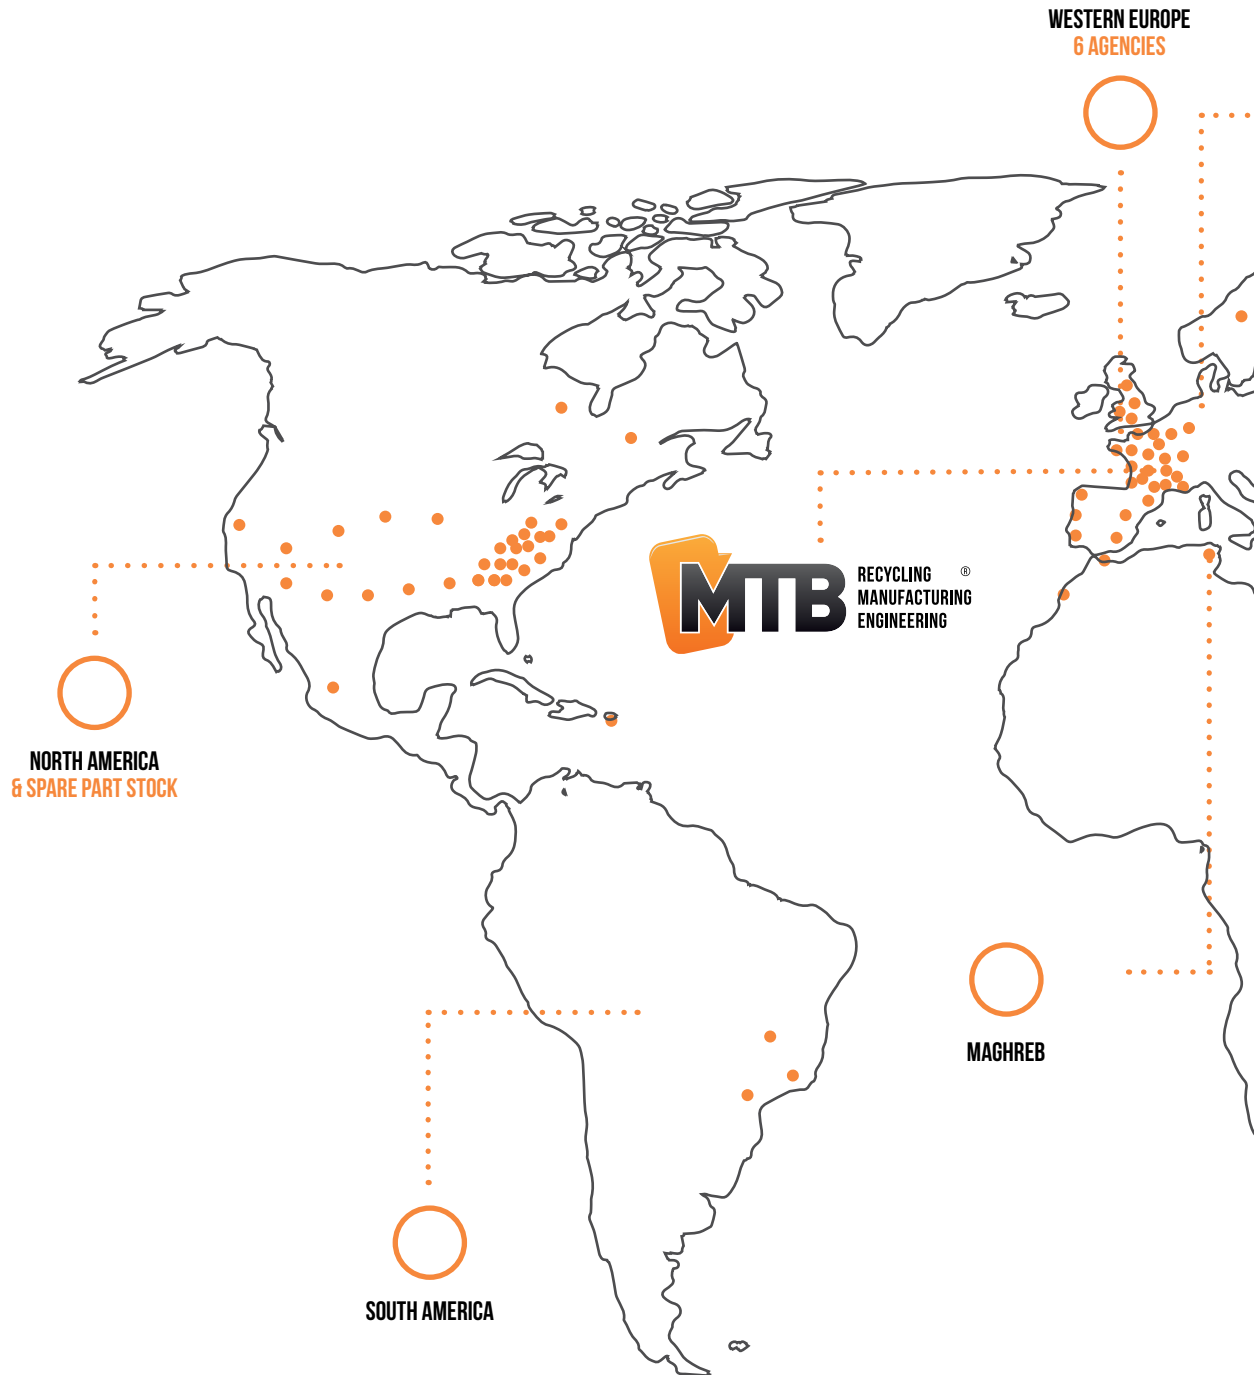 WESTERN EUROPE
6 AGENCIES
MTB
RECYCLING ®
MANUFACTURING
ENGINEERING
NORTH AMERICA
& SPARE PART STOCK
MAGHREB
SOUTH AMERICA